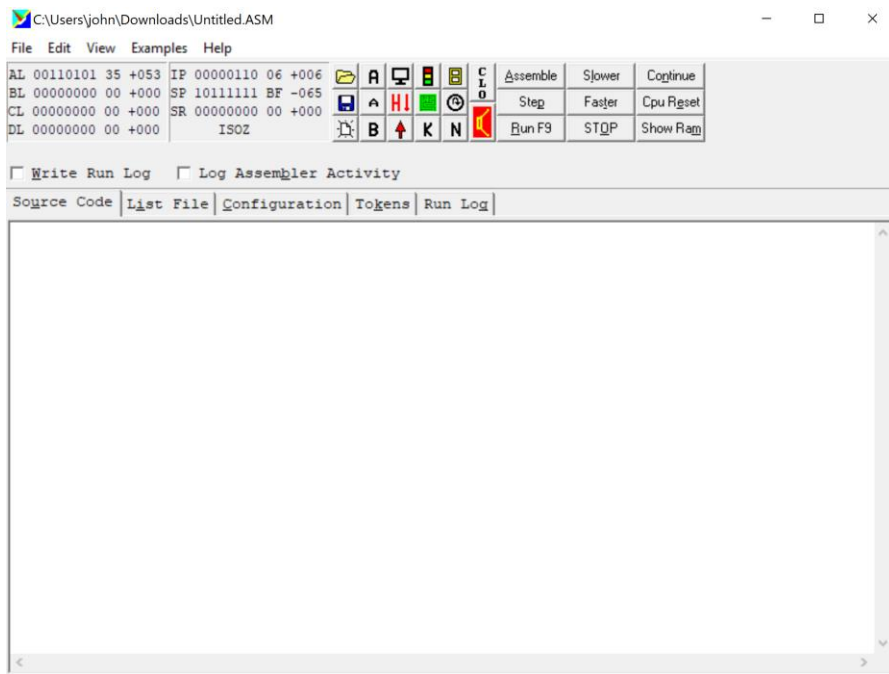 C:\Users\john\Downloads\Untitled.ASM
File Edit View Examples Help
AL 00110101 35 +053 IP 00000110 06 +006
BL 00000000 00 +000 SP 10111111 BF -065
CL 00000000 00 +000 SR 00000000 00 +000
DL 00000000 00 +000 ISOZ
A
A H
B K N
CLO
Assemble Slower Continue
Step Faster Cpu Reset
Run F9 STOP Show Ram
Write Run Log Log Assembler Activity
Source Code List File Configuration Tokens Run Log